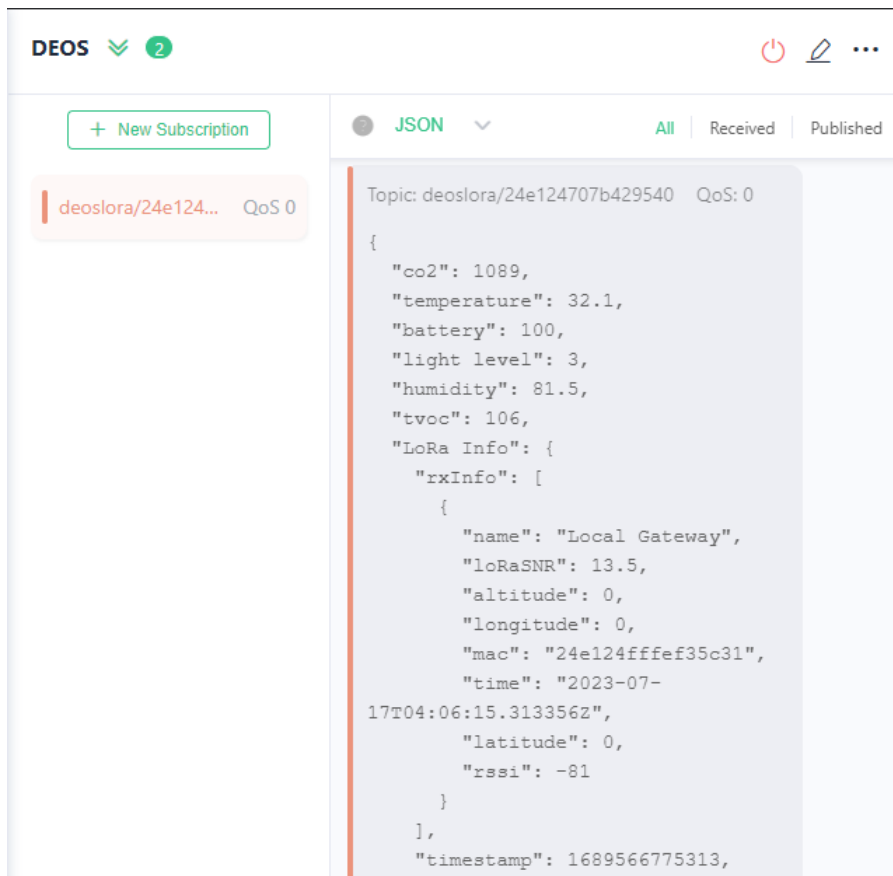 DEOS 2
+ New Subscription
deoslora/24e124... QoS 0
? JSON All Received Published
Topic: deoslora/24e124707b429540 QoS: 0
{
"co2": 1089,
"temperature": 32.1,
"battery": 100,
"light level": 3,
"humidity": 81.5,
"tvoc": 106,
"LoRa Info": {
"rxInfo": [
{
"name": "Local Gateway",
"loRaSNR": 13.5,
"altitude": 0,
"longitude": 0,
"mac": "24e124fffef35c31",
"time": "2023-07-
17T04:06:15.313356Z",
"latitude": 0,
"rssi": -81
}
],
"timestamp": 1689566775313,